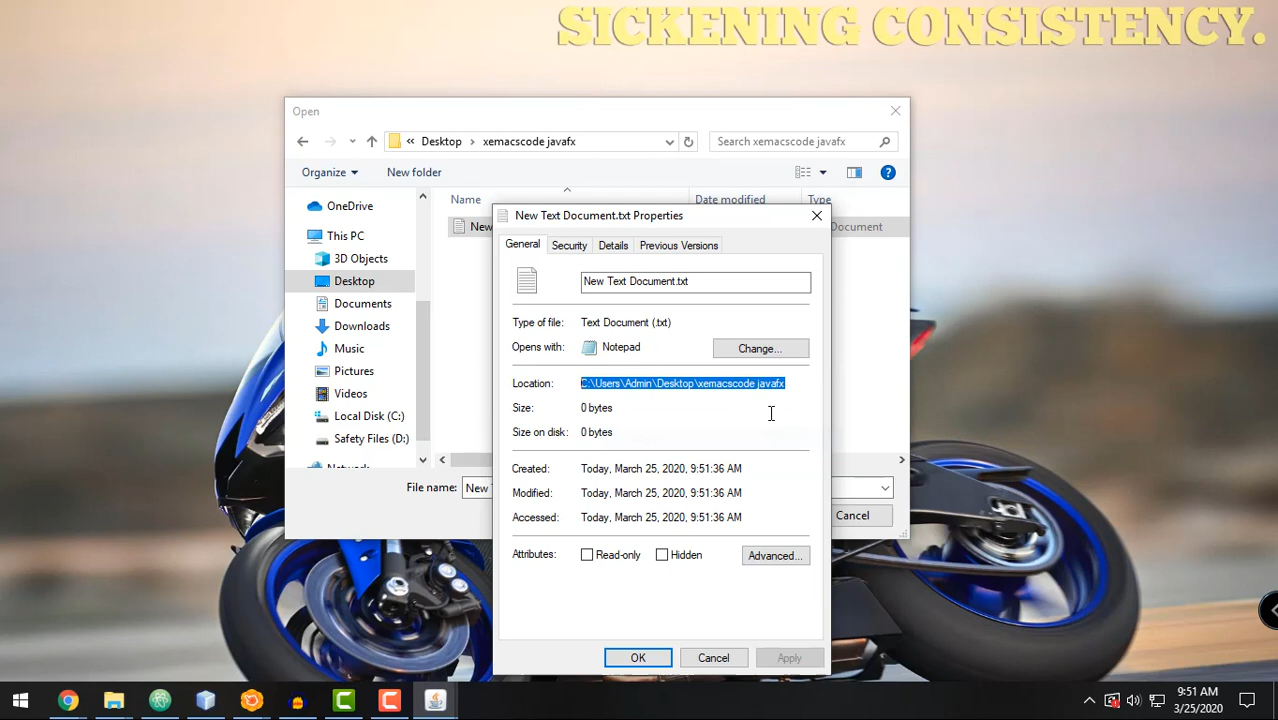 SICKENING CONSISTENCY.
Open
« Desktop > xemacscode javafx
Search xemacscode javafx
Organize
New folder
Name
Date modified
Type
OneDrive
This PC
3D Objects
Desktop
Documents
Downloads
Music
Pictures
Videos
Local Disk (C:)
Safety Files (D:)
New
Document
New Text Document.txt Properties
General
Security
Details
Previous Versions
New Text Document.txt
Type of file: Text Document (.txt)
Opens with: Notepad
Change...
Location: C:\Users\Admin\Desktop\xemacscode javafx
Size: 0 bytes
Size on disk: 0 bytes
Created: Today, March 25, 2020, 9:51:36 AM
Modified: Today, March 25, 2020, 9:51:36 AM
Accessed: Today, March 25, 2020, 9:51:36 AM
Attributes: Read-only Hidden
Advanced...
OK
Cancel
Apply
File name: New
Cancel
9:51 AM
3/25/2020